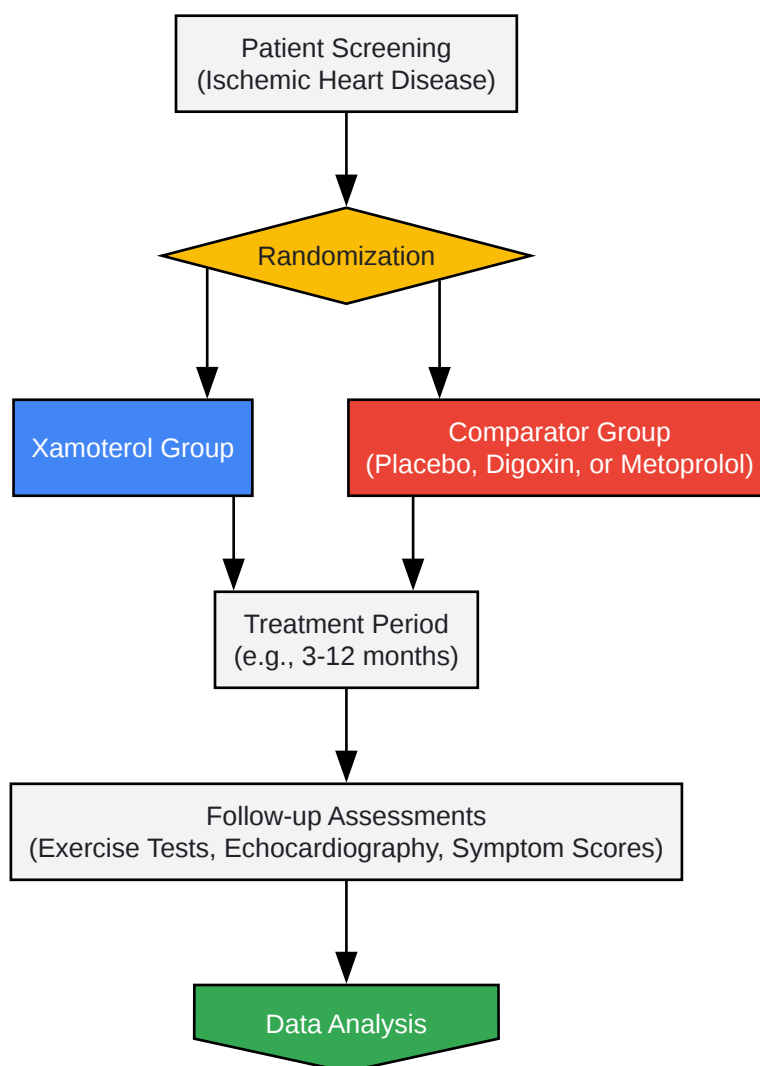 Patient Screening
(Ischemic Heart Disease)
Randomization
Xamoterol Group
Comparator Group
(Placebo, Digoxin, or Metoprolol)
Treatment Period
(e.g., 3-12 months)
Follow-up Assessments
(Exercise Tests, Echocardiography, Symptom Scores)
Data Analysis